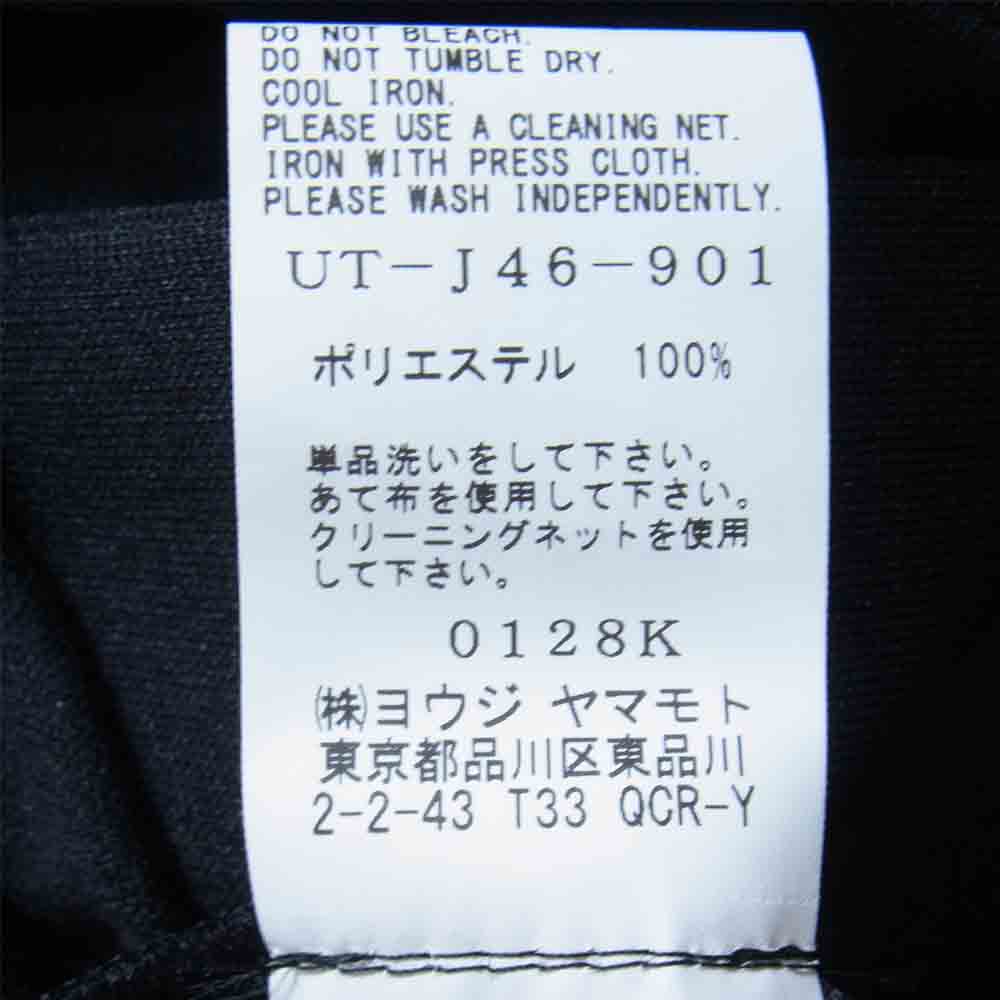 DO NOT BLEACH.
DO NOT TUMBLE DRY.
COOL IRON.
PLEASE USE A CLEANING NET.
IRON WITH PRESS CLOTH.
PLEASE WASH INDEPENDENTLY.
UT-J46-901
ポリエステル 100%
単品洗いをして下さい。
あて布を使用して下さい。
クリーニングネットを使用
して下さい。
0128K
(株)ヨウジ ヤマモト
東京都品川区東品川
2-2-43 T33 QCR-Y